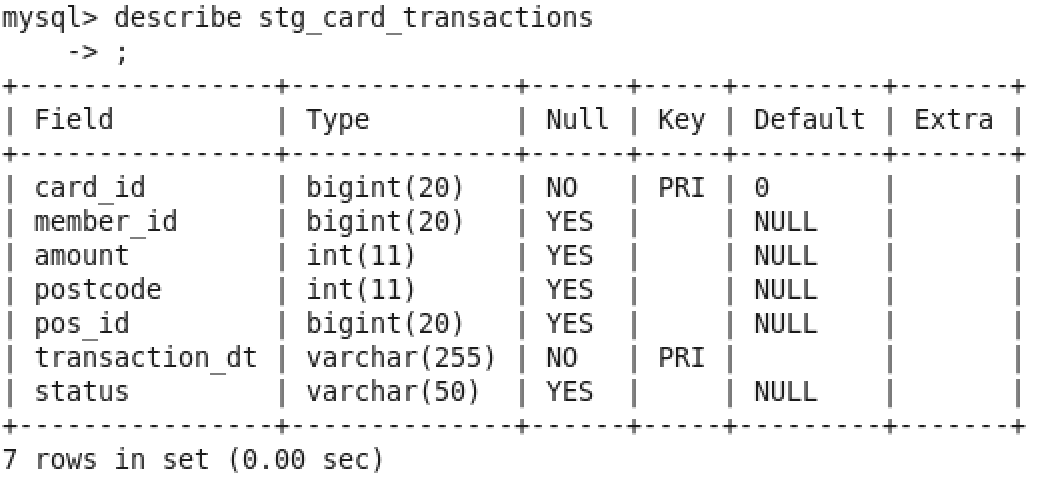 mysql> describe stg_card_transactions
    -> ;
+----------------+--------------+------+-----+---------+-------+
| Field          | Type         | Null | Key | Default | Extra |
+----------------+--------------+------+-----+---------+-------+
| card_id        | bigint(20)   | NO   | PRI | 0       |       |
| member_id      | bigint(20)   | YES  |     | NULL    |       |
| amount         | int(11)      | YES  |     | NULL    |       |
| postcode       | int(11)      | YES  |     | NULL    |       |
| pos_id         | bigint(20)   | YES  |     | NULL    |       |
| transaction_dt | varchar(255) | NO   | PRI |         |       |
| status         | varchar(50)  | YES  |     | NULL    |       |
+----------------+--------------+------+-----+---------+-------+
7 rows in set (0.00 sec)